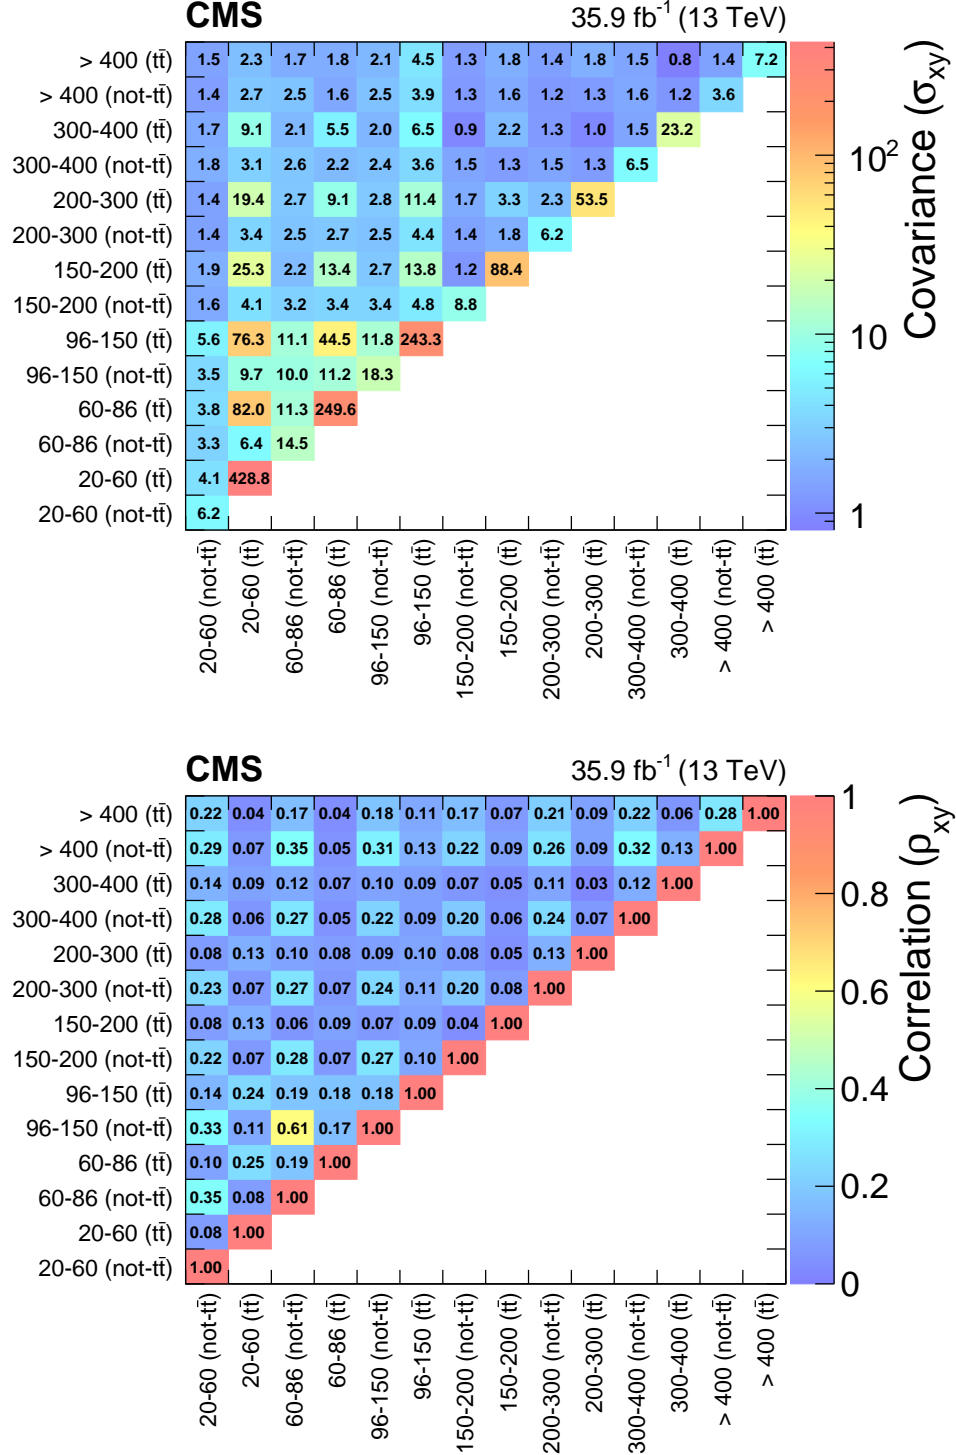 CMS 35.9 fb⁻¹ (13 TeV)
> 400 (tt̄) 1.5 2.3 1.7 1.8 2.1 4.5 1.3 1.8 1.4 1.8 1.5 0.8 1.4 7.2
> 400 (not-tt̄) 1.4 2.7 2.5 1.6 2.5 3.9 1.3 1.6 1.2 1.3 1.6 1.2 3.6
300-400 (tt̄) 1.7 9.1 2.1 5.5 2.0 6.5 0.9 2.2 1.3 1.0 1.5 23.2
300-400 (not-tt̄) 1.8 3.1 2.6 2.2 2.4 3.6 1.5 1.3 1.5 1.3 6.5
200-300 (tt̄) 1.4 19.4 2.7 9.1 2.8 11.4 1.7 3.3 2.3 53.5
200-300 (not-tt̄) 1.4 3.4 2.5 2.7 2.5 4.4 1.4 1.8 6.2
150-200 (tt̄) 1.9 25.3 2.2 13.4 2.7 13.8 1.2 88.4
150-200 (not-tt̄) 1.6 4.1 3.2 3.4 3.4 4.8 8.8
96-150 (tt̄) 5.6 76.3 11.1 44.5 11.8 243.3
96-150 (not-tt̄) 3.5 9.7 10.0 11.2 18.3
60-86 (tt̄) 3.8 82.0 11.3 249.6
60-86 (not-tt̄) 3.3 6.4 14.5
20-60 (tt̄) 4.1 428.8
20-60 (not-tt̄) 6.2
20-60 (not-tt̄)
20-60 (tt̄)
60-86 (not-tt̄)
60-86 (tt̄)
96-150 (not-tt̄)
96-150 (tt̄)
150-200 (not-tt̄)
150-200 (tt̄)
200-300 (not-tt̄)
200-300 (tt̄)
300-400 (not-tt̄)
300-400 (tt̄)
> 400 (not-tt̄)
> 400 (tt̄)
10²
10
1
Covariance (σxy)
CMS 35.9 fb⁻¹ (13 TeV)
> 400 (tt̄) 0.22 0.04 0.17 0.04 0.18 0.11 0.17 0.07 0.21 0.09 0.22 0.06 0.28 1.00
> 400 (not-tt̄) 0.29 0.07 0.35 0.05 0.31 0.13 0.22 0.09 0.26 0.09 0.32 0.13 1.00
300-400 (tt̄) 0.14 0.09 0.12 0.07 0.10 0.09 0.07 0.05 0.11 0.03 0.12 1.00
300-400 (not-tt̄) 0.28 0.06 0.27 0.05 0.22 0.09 0.20 0.06 0.24 0.07 1.00
200-300 (tt̄) 0.08 0.13 0.10 0.08 0.09 0.10 0.08 0.05 0.13 1.00
200-300 (not-tt̄) 0.23 0.07 0.27 0.07 0.24 0.11 0.20 0.08 1.00
150-200 (tt̄) 0.08 0.13 0.06 0.09 0.07 0.09 0.04 1.00
150-200 (not-tt̄) 0.22 0.07 0.28 0.07 0.27 0.10 1.00
96-150 (tt̄) 0.14 0.24 0.19 0.18 0.18 1.00
96-150 (not-tt̄) 0.33 0.11 0.61 0.17 1.00
60-86 (tt̄) 0.10 0.25 0.19 1.00
60-86 (not-tt̄) 0.35 0.08 1.00
20-60 (tt̄) 0.08 1.00
20-60 (not-tt̄) 1.00
20-60 (not-tt̄)
20-60 (tt̄)
60-86 (not-tt̄)
60-86 (tt̄)
96-150 (not-tt̄)
96-150 (tt̄)
150-200 (not-tt̄)
150-200 (tt̄)
200-300 (not-tt̄)
200-300 (tt̄)
300-400 (not-tt̄)
300-400 (tt̄)
> 400 (not-tt̄)
> 400 (tt̄)
1
0.8
0.6
0.4
0.2
0
Correlation (ρxy)